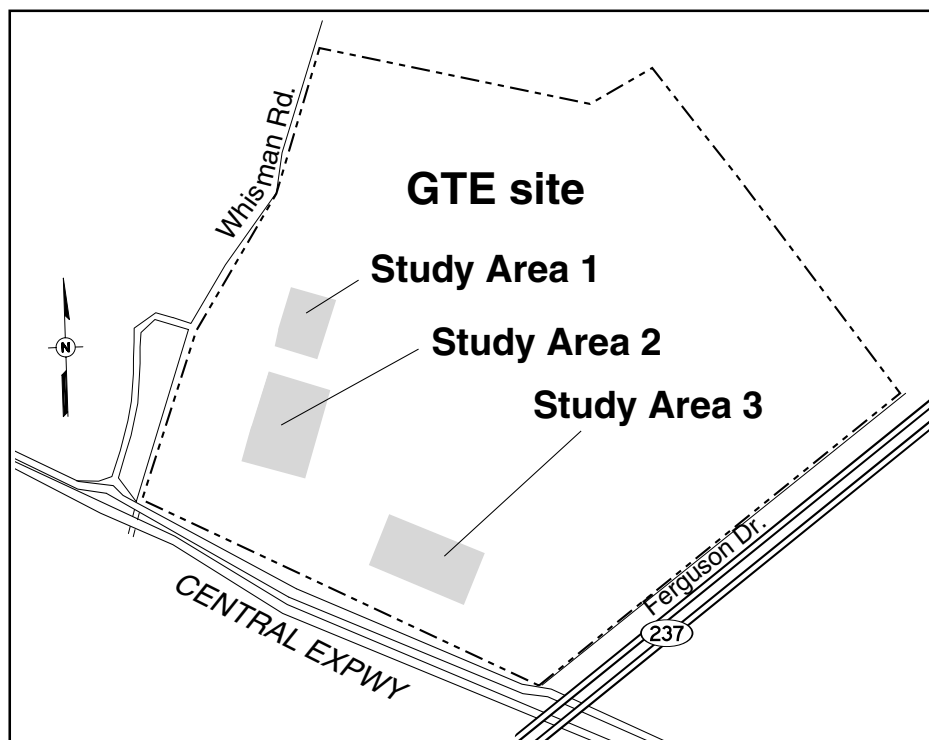 Whisman Rd.
GTE site
Study Area 1
Study Area 2
N
Study Area 3
Ferguson Dr.
237
CENTRAL EXPWY